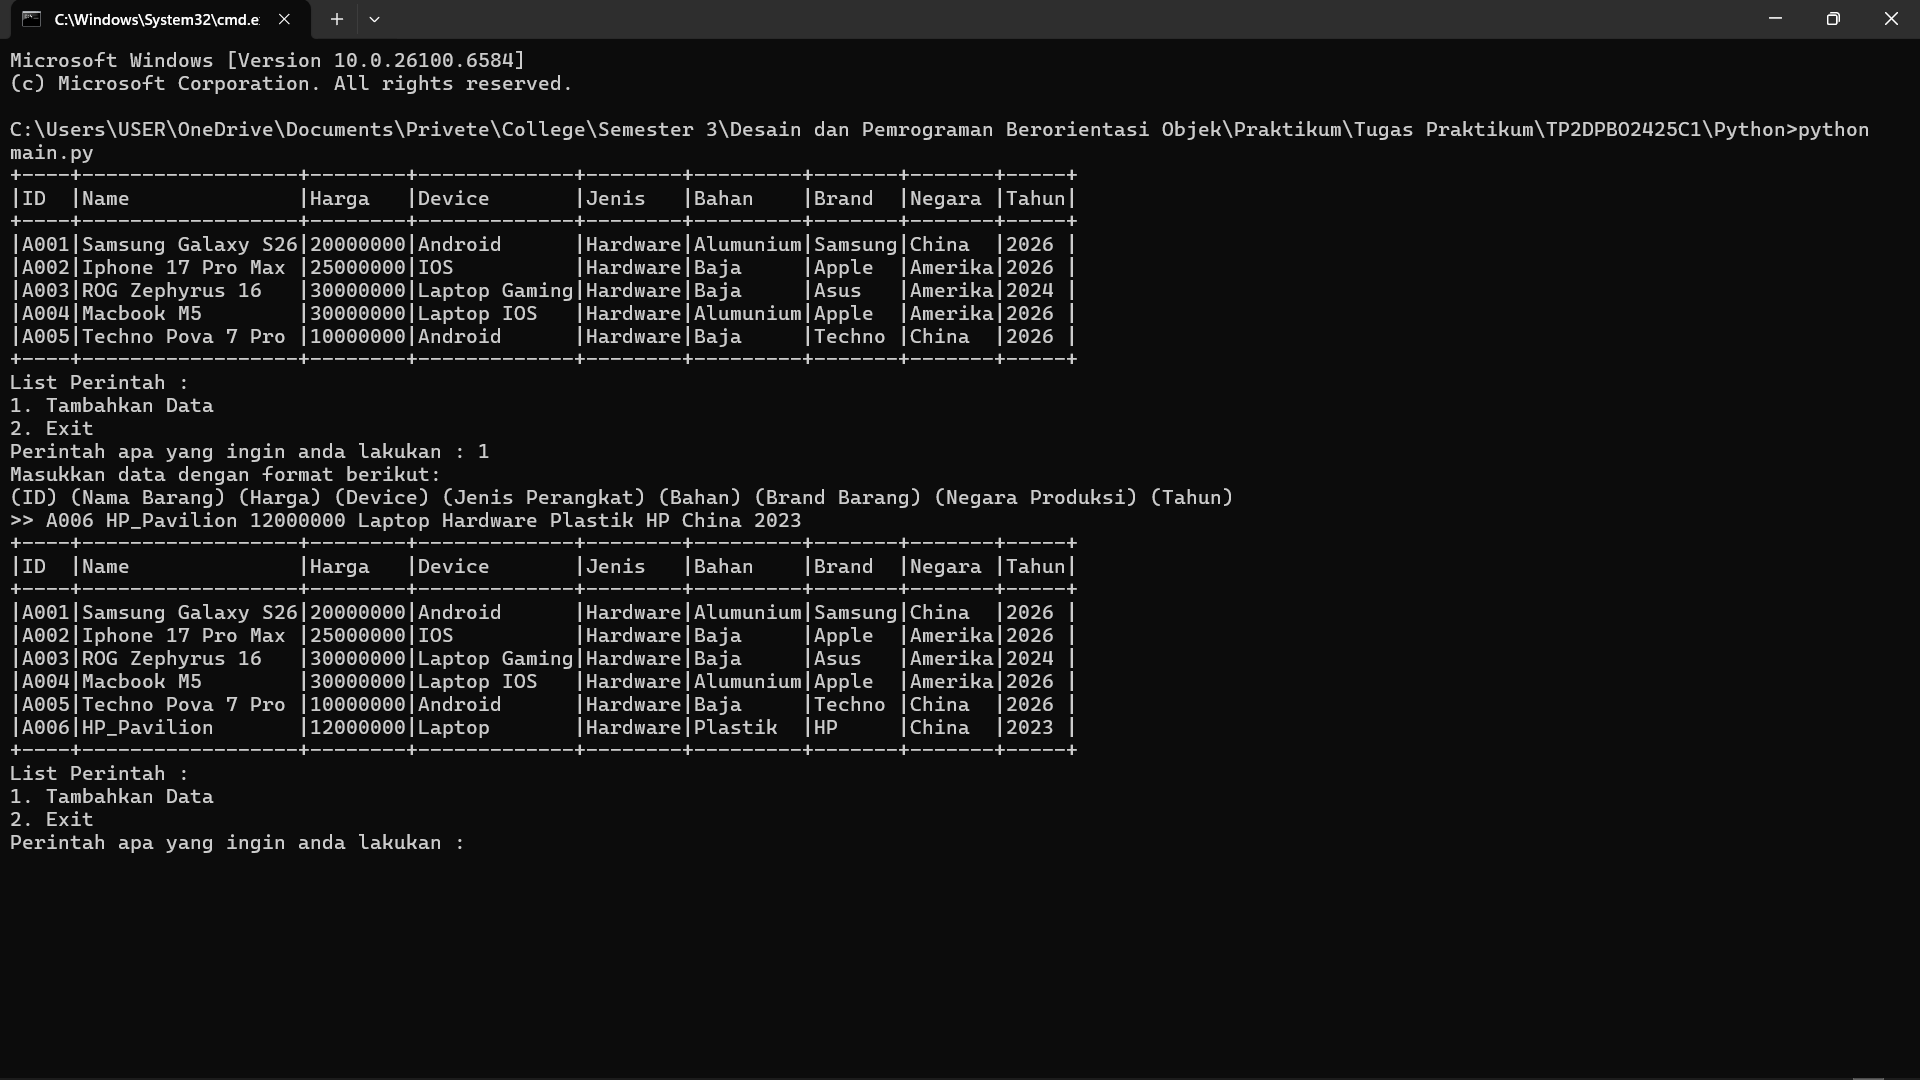 C:\Windows\System32\cmd.e
Microsoft Windows [Version 10.0.26100.6584]
(c) Microsoft Corporation. All rights reserved.
C:\Users\USER\OneDrive\Documents\Privete\College\Semester 3\Desain dan Pemrograman Berorientasi Objek\Praktikum\Tugas Praktikum\TP2DPBO2425C1\Python>python
main.py
+----+------------------+--------+-------------+--------+---------+-------+-------+-----+
|ID  |Name              |Harga   |Device       |Jenis   |Bahan    |Brand  |Negara |Tahun|
+----+------------------+--------+-------------+--------+---------+-------+-------+-----+
|A001|Samsung Galaxy S26|20000000|Android      |Hardware|Alumunium|Samsung|China  |2026 |
|A002|Iphone 17 Pro Max |25000000|IOS          |Hardware|Baja     |Apple  |Amerika|2026 |
|A003|ROG Zephyrus 16   |30000000|Laptop Gaming|Hardware|Baja     |Asus   |Amerika|2024 |
|A004|Macbook M5        |30000000|Laptop IOS   |Hardware|Alumunium|Apple  |Amerika|2026 |
|A005|Techno Pova 7 Pro |10000000|Android      |Hardware|Baja     |Techno |China  |2026 |
+----+------------------+--------+-------------+--------+---------+-------+-------+-----+
List Perintah :
1. Tambahkan Data
2. Exit
Perintah apa yang ingin anda lakukan : 1
Masukkan data dengan format berikut:
(ID) (Nama Barang) (Harga) (Device) (Jenis Perangkat) (Bahan) (Brand Barang) (Negara Produksi) (Tahun)
>> A006 HP_Pavilion 12000000 Laptop Hardware Plastik HP China 2023
+----+------------------+--------+-------------+--------+---------+-------+-------+-----+
|ID  |Name              |Harga   |Device       |Jenis   |Bahan    |Brand  |Negara |Tahun|
+----+------------------+--------+-------------+--------+---------+-------+-------+-----+
|A001|Samsung Galaxy S26|20000000|Android      |Hardware|Alumunium|Samsung|China  |2026 |
|A002|Iphone 17 Pro Max |25000000|IOS          |Hardware|Baja     |Apple  |Amerika|2026 |
|A003|ROG Zephyrus 16   |30000000|Laptop Gaming|Hardware|Baja     |Asus   |Amerika|2024 |
|A004|Macbook M5        |30000000|Laptop IOS   |Hardware|Alumunium|Apple  |Amerika|2026 |
|A005|Techno Pova 7 Pro |10000000|Android      |Hardware|Baja     |Techno |China  |2026 |
|A006|HP_Pavilion       |12000000|Laptop       |Hardware|Plastik  |HP     |China  |2023 |
+----+------------------+--------+-------------+--------+---------+-------+-------+-----+
List Perintah :
1. Tambahkan Data
2. Exit
Perintah apa yang ingin anda lakukan :